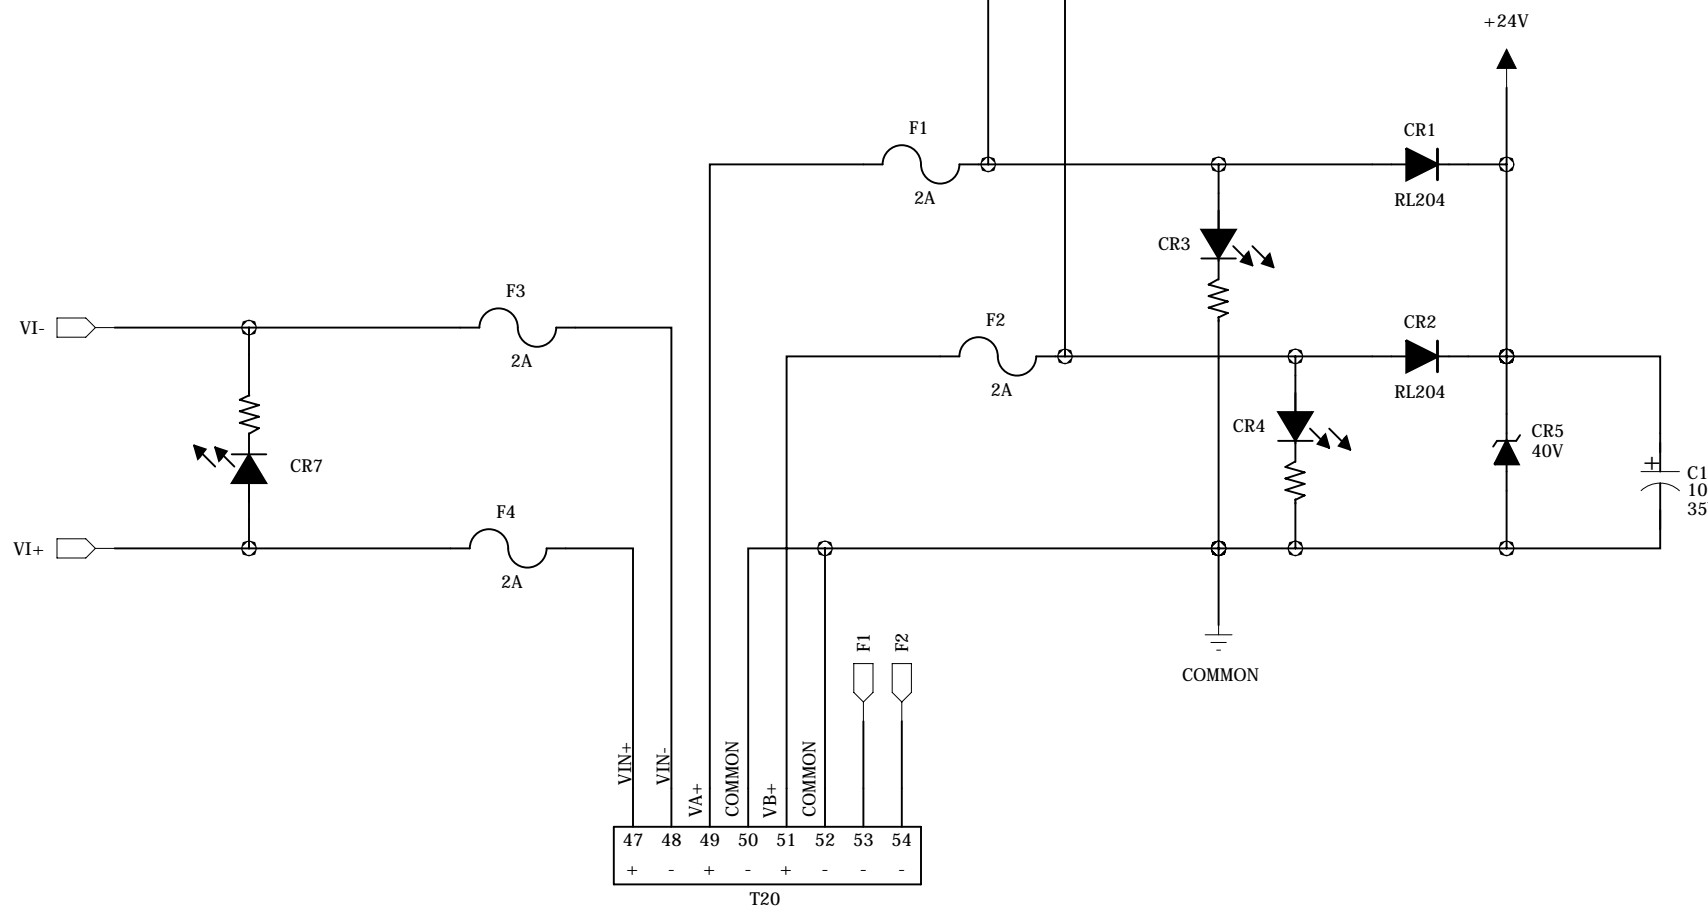 +24V
F1
2A
CR1
RL204
CR3
F3
2A
VI-
F2
2A
CR2
RL204
CR4
CR5
40V
+
C1
10
35
CR7
F4
2A
VI+
F1
F2
COMMON
VIN+
VIN-
VA+
COMMON
VB+
COMMON
47 48 49 50 51 52 53 54
+ - + - + - - -
T20